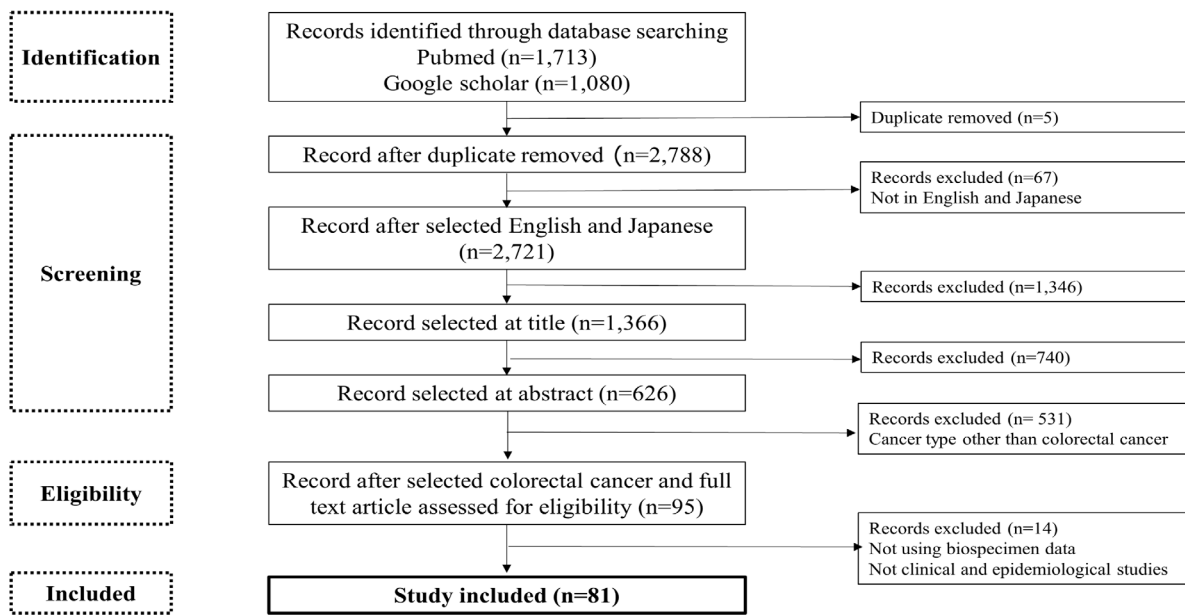 Identification
Records identified through database searching
Pubmed (n=1,713)
Google scholar (n=1,080)
Duplicate removed (n=5)
Screening
Record after duplicate removed (n=2,788)
Records excluded (n=67)
Not in English and Japanese
Record after selected English and Japanese
(n=2,721)
Records excluded (n=1,346)
Record selected at title (n=1,366)
Records excluded (n=740)
Record selected at abstract (n=626)
Records excluded (n= 531)
Cancer type other than colorectal cancer
Eligibility
Record after selected colorectal cancer and full
text article assessed for eligibility (n=95)
Records excluded (n=14)
Not using biospecimen data
Not clinical and epidemiological studies
Included
Study included (n=81)